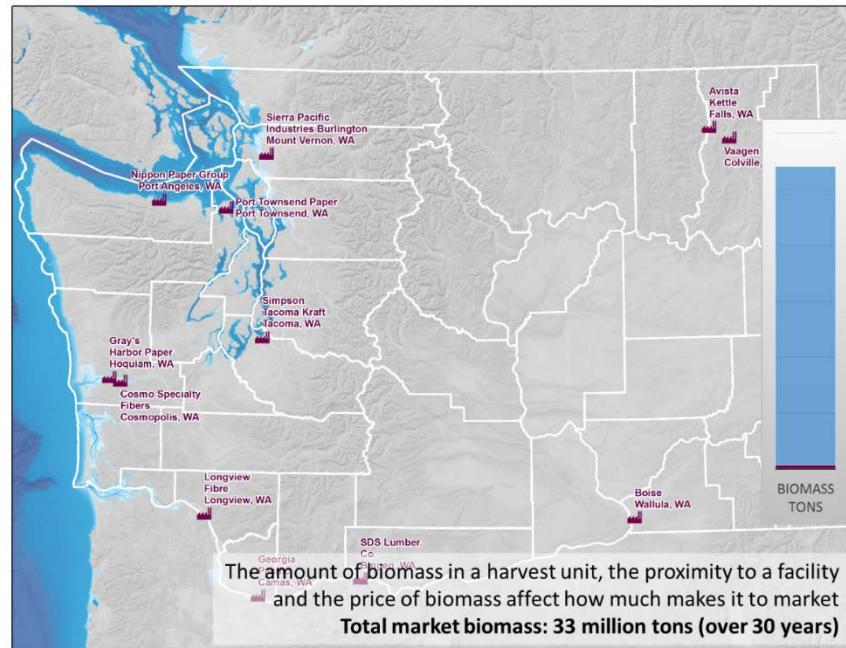 Avista
Kettle
Falls, WA
Sierra Pacific
Industries Burlington
Mount Vernon, WA
Vaagen
Colville,
Nippon Paper Group
Port Angeles, WA
Port Townsend Paper
Port Townsend, WA
Simpson
Tacoma Kraft
Tacoma, WA
Gray's
Harbor Paper
Hoquiam, WA
Cosmo Specialty
Fibers
Cosmopolis, WA
Longview
Fibre
Longview, WA
Boise
Wallula, WA
BIOMASS
TONS
SDS Lumber
Co.
Georgia
Camas, WA
The amount of biomass in a harvest unit, the proximity to a facility
and the price of biomass affect how much makes it to market
Total market biomass: 33 million tons (over 30 years)